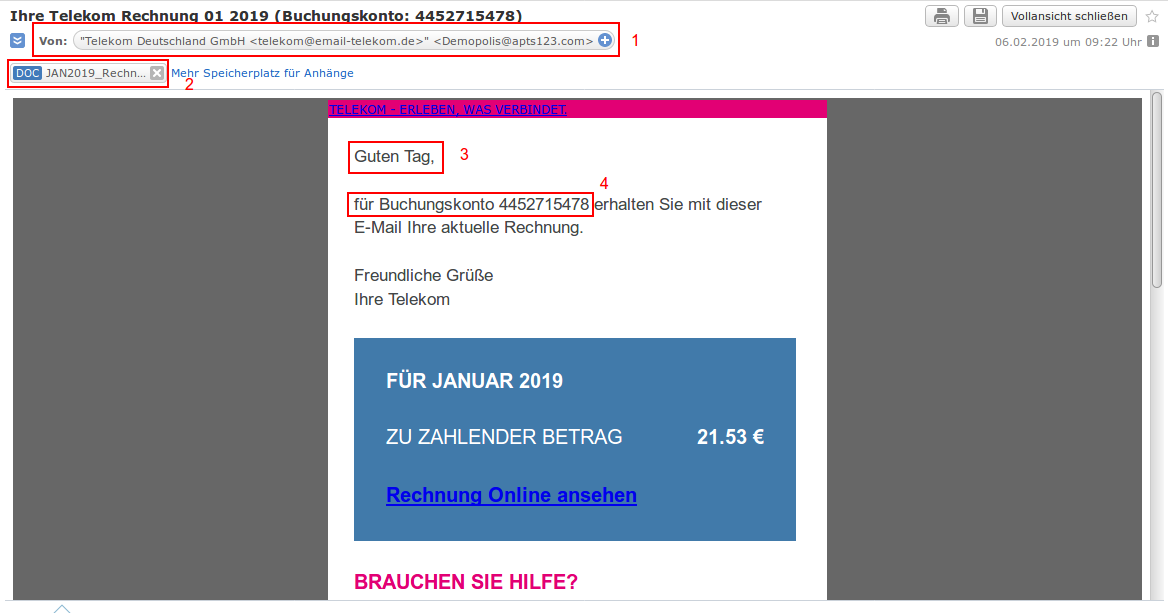 Ihre Telekom Rechnung 01 2019 (Buchungskonto: 4452715478)
Vollansicht schließen
Von: "Telekom Deutschland GmbH <telekom@email-telekom.de>" <Demopolis@apts123.com> 1
06.02.2019 um 09:22 Uhr
DOC JAN2019_Rechn... Mehr Speicherplatz für Anhänge
2
TELEKOM - ERLEBEN, WAS VERBINDET.
Guten Tag, 3
4
für Buchungskonto 4452715478 erhalten Sie mit dieser
E-Mail Ihre aktuelle Rechnung.
Freundliche Grüße
Ihre Telekom
FÜR JANUAR 2019
ZU ZAHLENDER BETRAG 21.53 €
Rechnung Online ansehen
BRAUCHEN SIE HILFE?